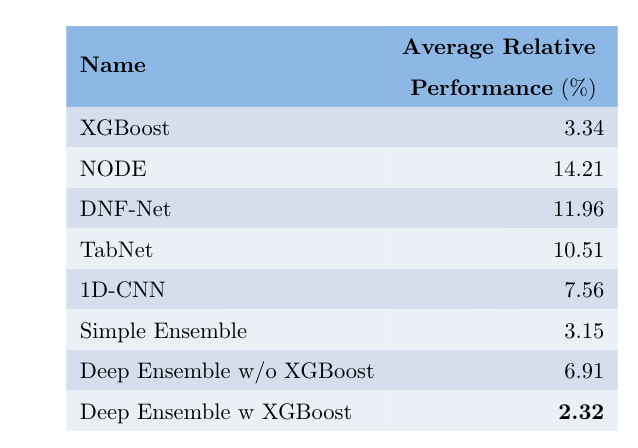 Name Average Relative
Performance (%)
XGBoost 3.34
NODE 14.21
DNF-Net 11.96
TabNet 10.51
1D-CNN 7.56
Simple Ensemble 3.15
Deep Ensemble w/o XGBoost 6.91
Deep Ensemble w XGBoost 2.32